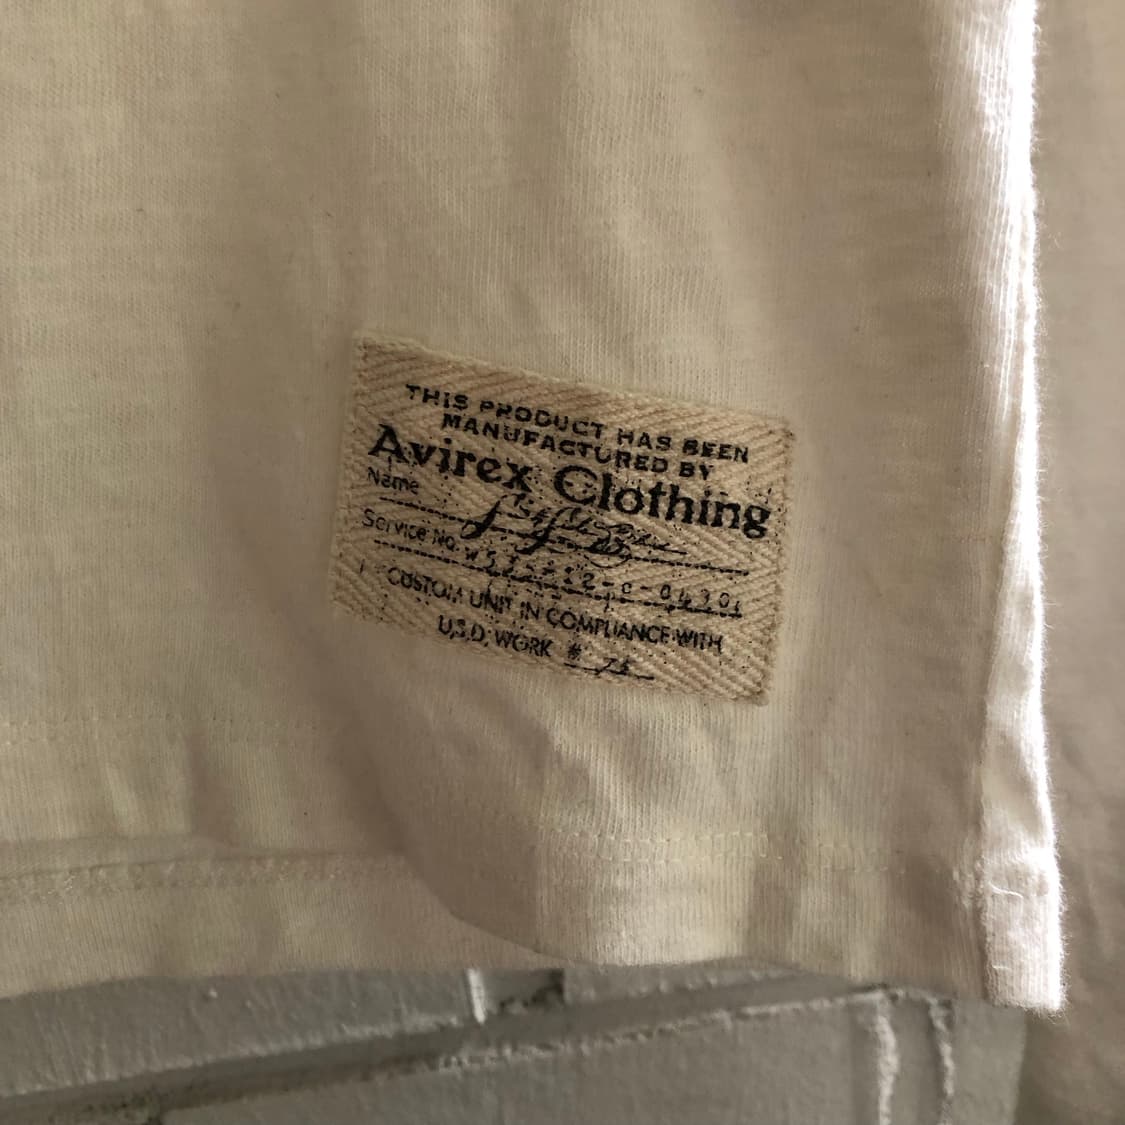 THIS PRODUCT HAS BEEN
MANUFACTURED BY
Avirex Clothing
Name
Service No.
CUSTOM UNIT IN COMPLIANCE WITH
U.S.D. WORK #